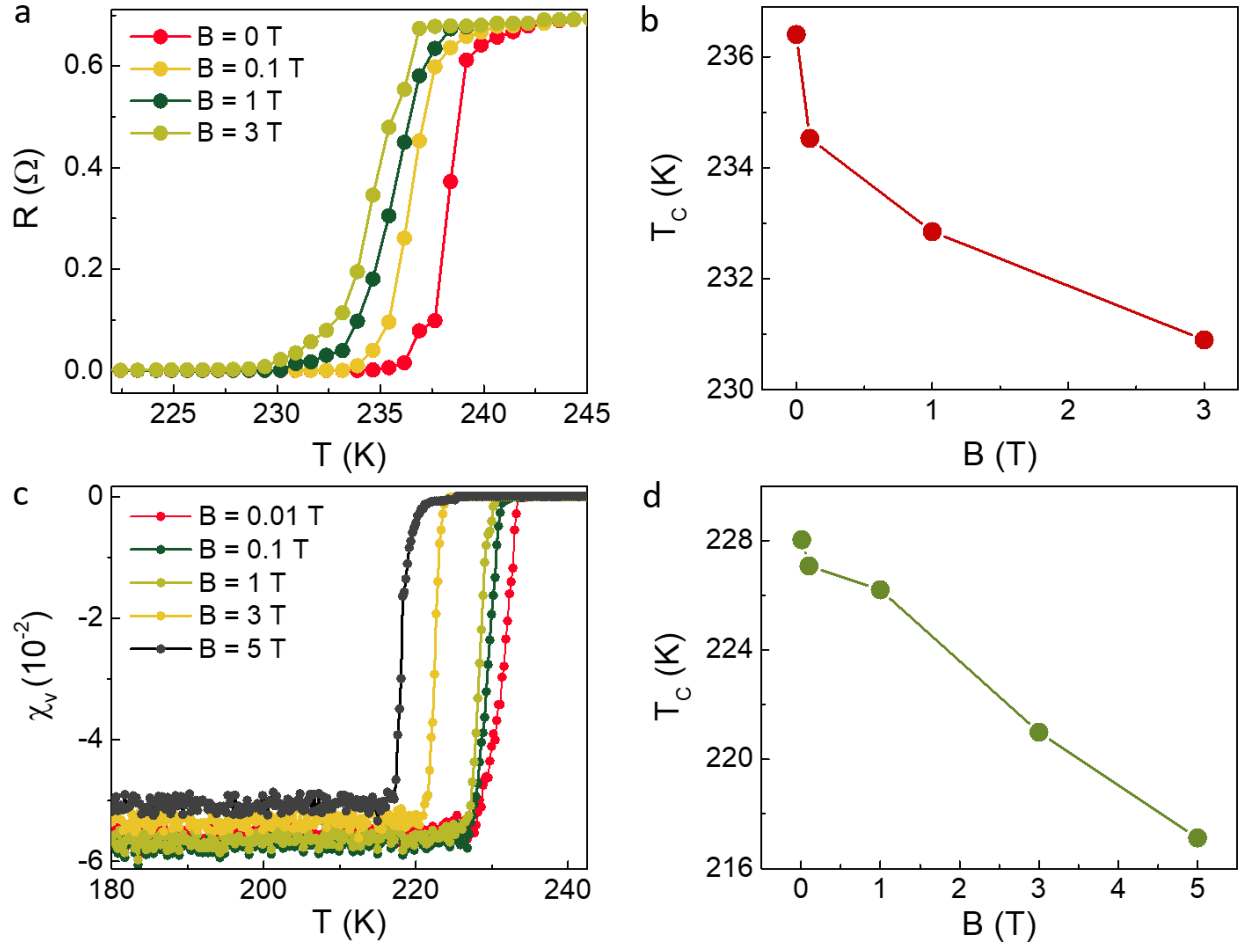 a
B = 0 T
B = 0.1 T
B = 1 T
B = 3 T
R (Ω)
0.6
0.4
0.2
0.0
225 230 235 240 245
T (K)
b
T_C (K)
236
234
232
230
0 1 2 3
B (T)
c
B = 0.01 T
B = 0.1 T
B = 1 T
B = 3 T
B = 5 T
χ_v (10^-2)
0
-2
-4
-6
180 200 220 240
T (K)
d
T_C (K)
228
224
220
216
0 1 2 3 4 5
B (T)